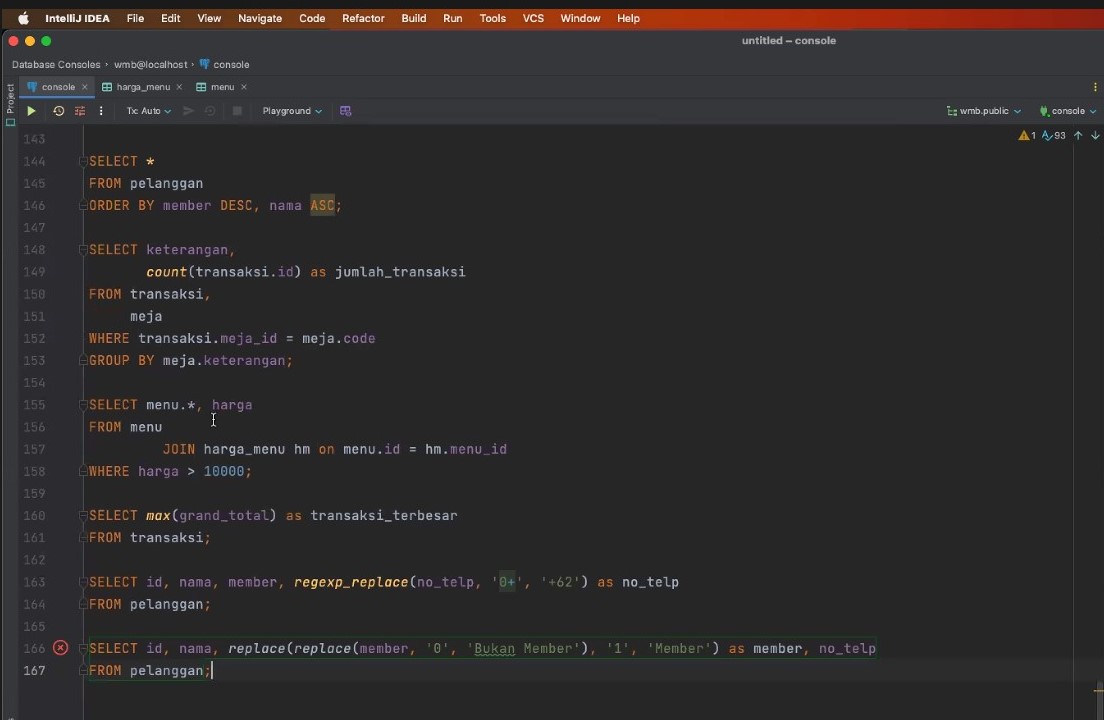 IntelliJ IDEA File Edit View Navigate Code Refactor Build Run Tools VCS Window Help
untitled – console
Database Consoles › wmb@localhost › console
console × harga_menu × menu ×
Project
Tx: Auto Playground wmb.public console
1 93
143
144 SELECT *
145 FROM pelanggan
146 ORDER BY member DESC, nama ASC;
147
148 SELECT keterangan,
149 count(transaksi.id) as jumlah_transaksi
150 FROM transaksi,
151 meja
152 WHERE transaksi.meja_id = meja.code
153 GROUP BY meja.keterangan;
154
155 SELECT menu.*, harga
156 FROM menu
157 JOIN harga_menu hm on menu.id = hm.menu_id
158 WHERE harga > 10000;
159
160 SELECT max(grand_total) as transaksi_terbesar
161 FROM transaksi;
162
163 SELECT id, nama, member, regexp_replace(no_telp, '0+', '+62') as no_telp
164 FROM pelanggan;
165
166 SELECT id, nama, replace(replace(member, '0', 'Bukan Member'), '1', 'Member') as member, no_telp
167 FROM pelanggan;